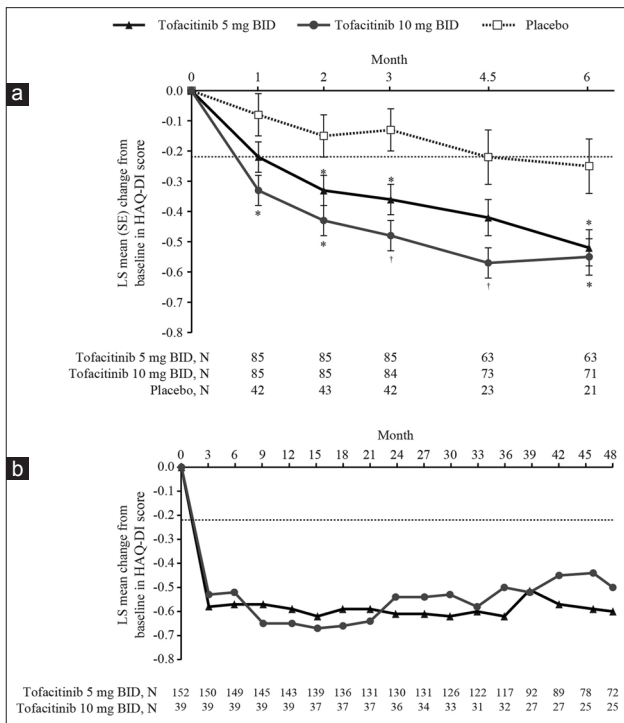 Tofacitinib 5 mg BID Tofacitinib 10 mg BID Placebo
a
Month
0 1 2 3 4.5 6
0.0
-0.1
-0.2
-0.3
-0.4
-0.5
-0.6
-0.7
-0.8
LS mean (SE) change from
baseline in HAQ-DI score
* *
* * † † * *
Tofacitinib 5 mg BID, N 85 85 85 63 63
Tofacitinib 10 mg BID, N 85 85 84 73 71
Placebo, N 42 43 42 23 21
b
Month
0 3 6 9 12 15 18 21 24 27 30 33 36 39 42 45 48
0.0
-0.1
-0.2
-0.3
-0.4
-0.5
-0.6
-0.7
-0.8
LS mean change from
baseline in HAQ-DI score
Tofacitinib 5 mg BID, N 152 150 149 145 143 139 136 131 130 131 126 122 117 92 89 78 72
Tofacitinib 10 mg BID, N 39 39 39 39 39 37 37 37 36 34 33 31 32 27 27 25 25